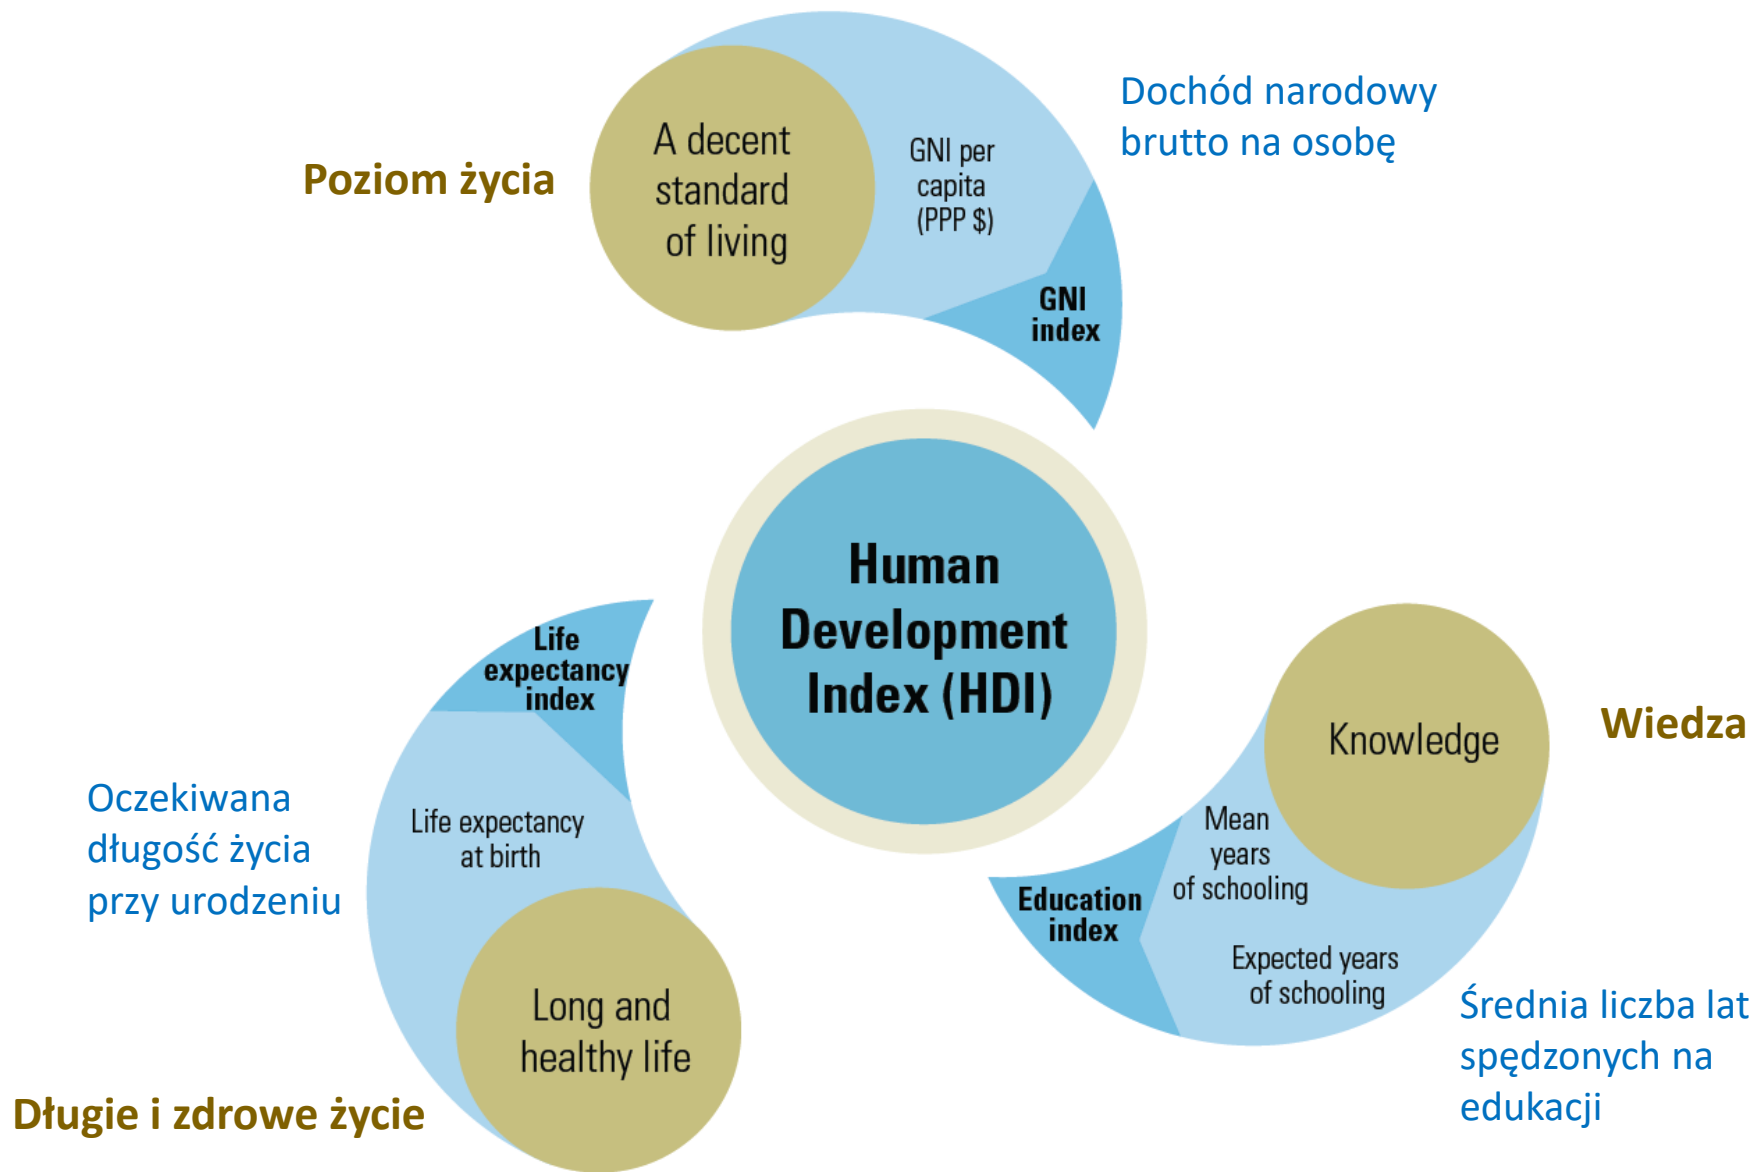 Dochód narodowy
brutto na osobę
Poziom życia
A decent
standard
of living
GNI per
capita
(PPP $)
GNI
index
Human
Development
Index (HDI)
Life
expectancy
index
Life expectancy
at birth
Oczekiwana
długość życia
przy urodzeniu
Long and
healthy life
Długie i zdrowe życie
Knowledge
Wiedza
Mean
years
of schooling
Education
index
Expected years
of schooling
Średnia liczba lat
spędzonych na
edukacji